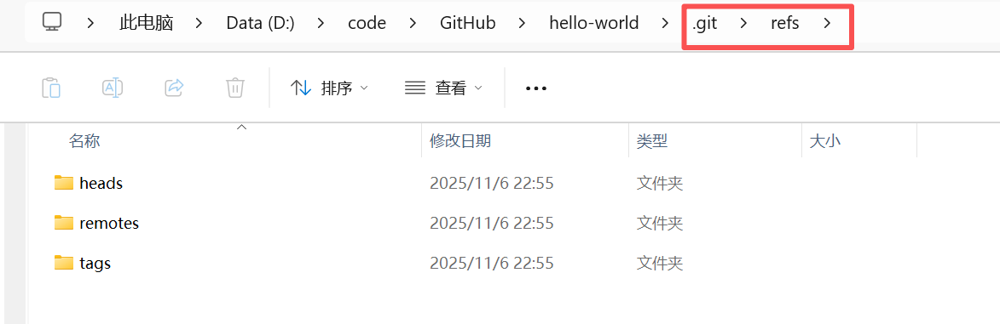 此电脑 > Data (D:) > code > GitHub > hello-world > .git > refs >
排序 查看 ...
名称 修改日期 类型 大小
heads 2025/11/6 22:55 文件夹
remotes 2025/11/6 22:55 文件夹
tags 2025/11/6 22:55 文件夹